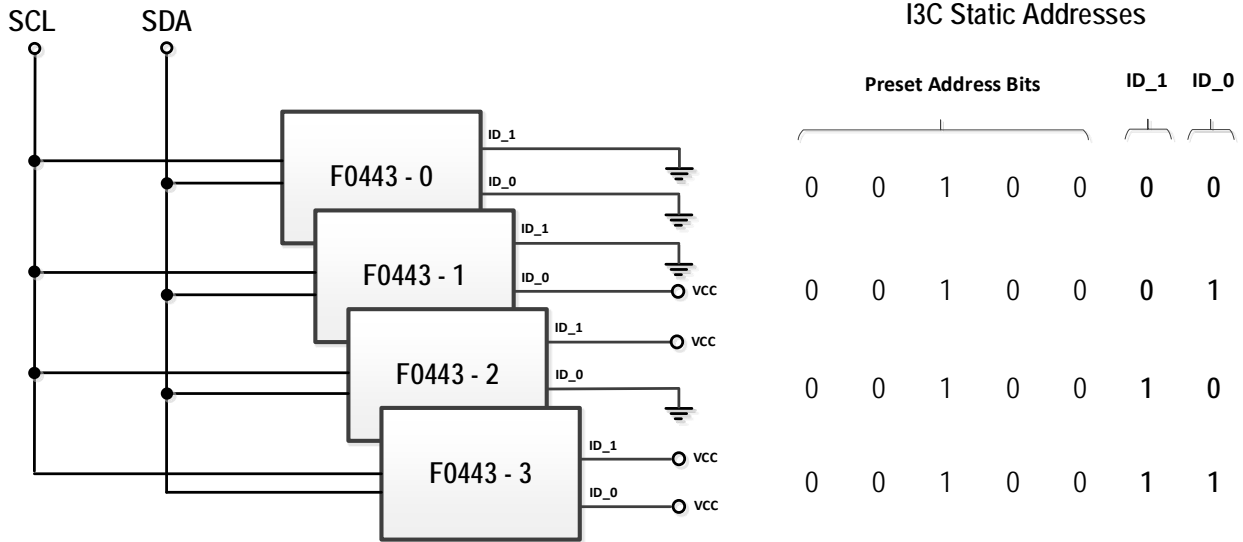 SCL SDA
I3C Static Addresses
Preset Address Bits ID_1 ID_0
F0443 - 0
ID_1
ID_0
0 0 1 0 0 0 0
F0443 - 1
ID_1
ID_0 VCC
0 0 1 0 0 0 1
F0443 - 2
ID_1 VCC
ID_0
0 0 1 0 0 1 0
F0443 - 3
ID_1 VCC
ID_0 VCC
0 0 1 0 0 1 1